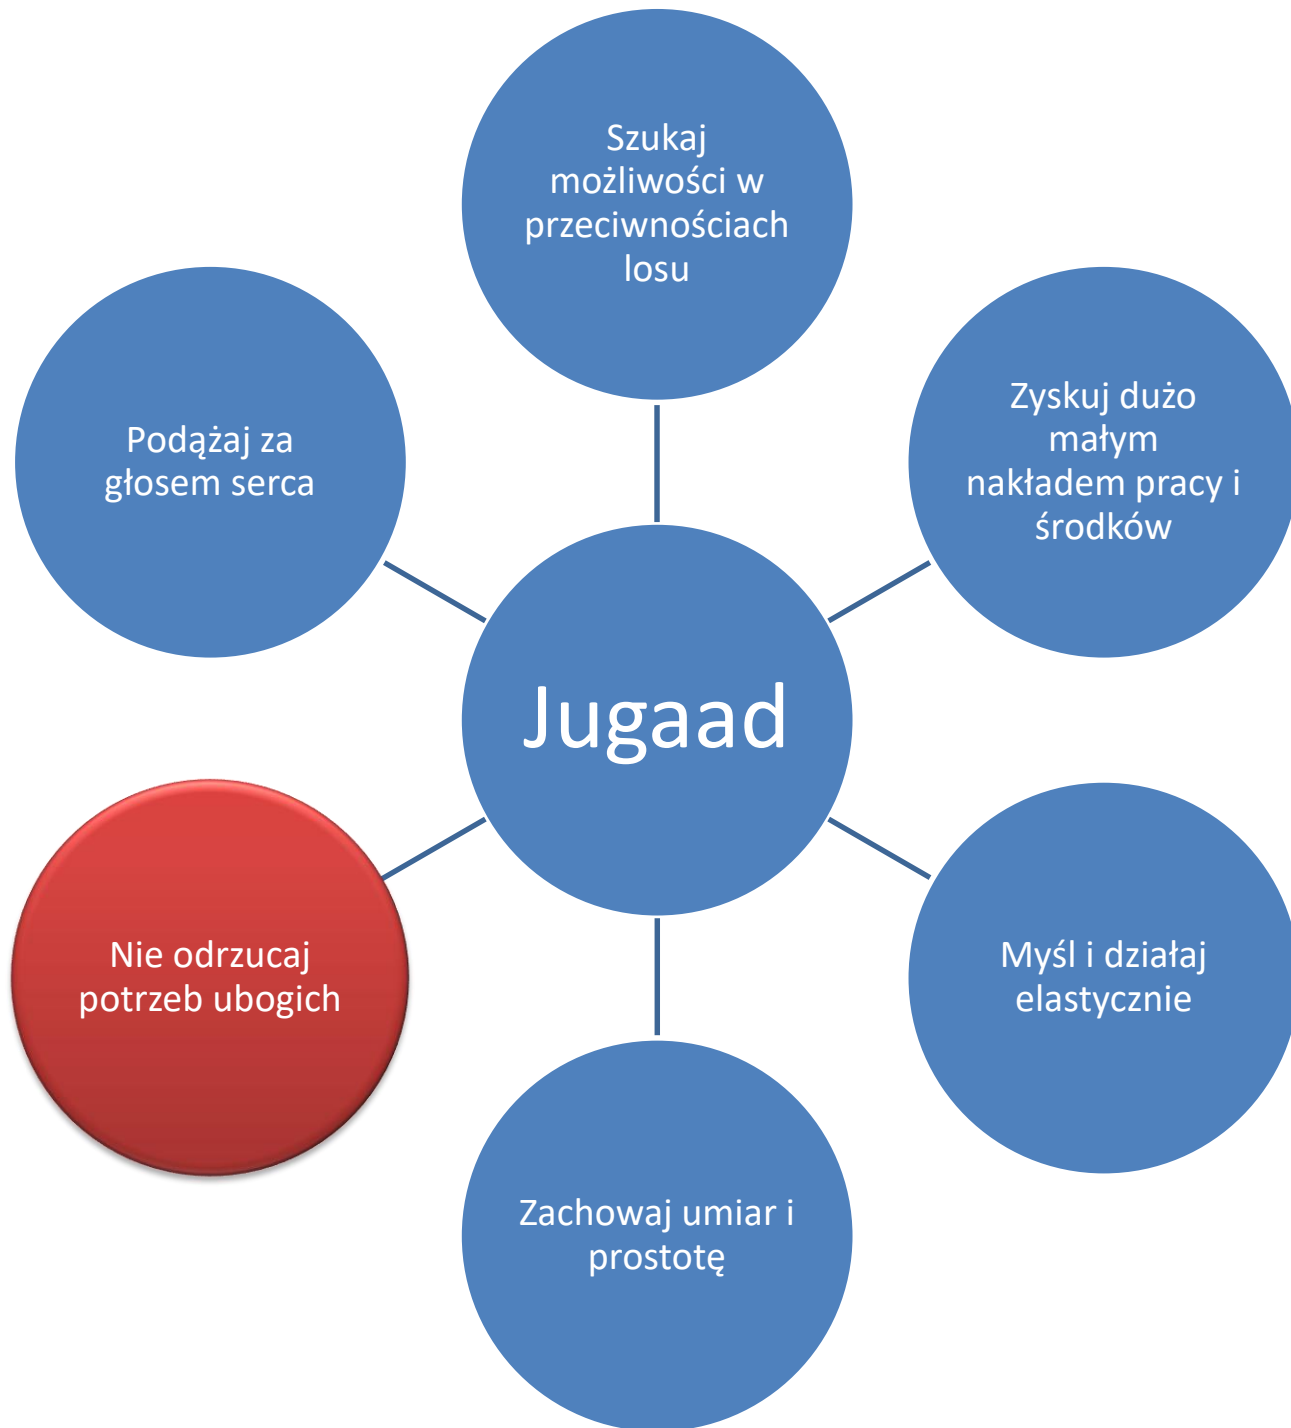 Szukaj
możliwości w
przeciwnościach
losu
Zyskuj dużo
małym
nakładem pracy i
środków
Myśl i działaj
elastycznie
Zachowaj umiar i
prostotę
Nie odrzucaj
potrzeb ubogich
Podążaj za
głosem serca
Jugaad